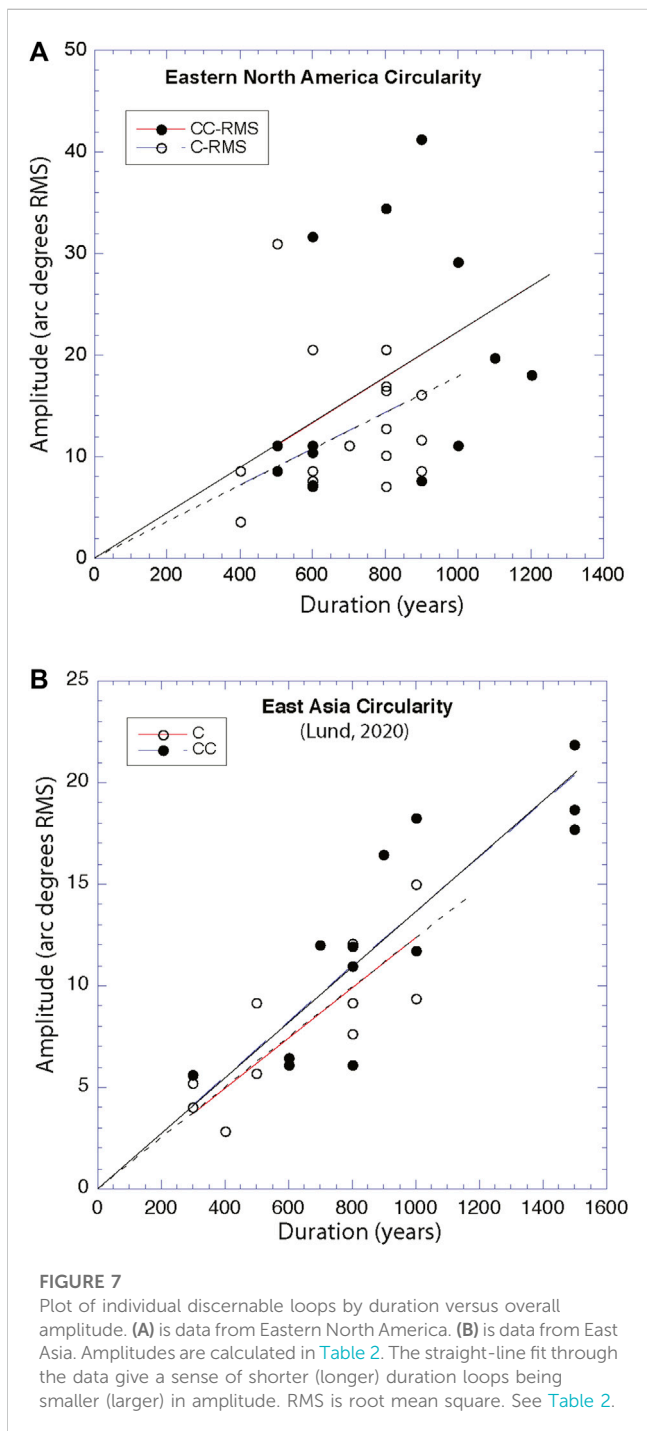 A
Eastern North America Circularity
CC-RMS
C-RMS
Amplitude (arc degrees RMS)
50
40
30
20
10
0
0 200 400 600 800 1000 1200 1400
Duration (years)
B
East Asia Circularity
(Lund, 2020)
C
CC
Amplitude (arc degrees RMS)
25
20
15
10
5
0
0 200 400 600 800 1000 1200 1400 1600
Duration (years)
FIGURE 7
Plot of individual discernable loops by duration versus overall
amplitude. (A) is data from Eastern North America. (B) is data from East
Asia. Amplitudes are calculated in Table 2. The straight-line fit through
the data give a sense of shorter (longer) duration loops being
smaller (larger) in amplitude. RMS is root mean square. See Table 2.